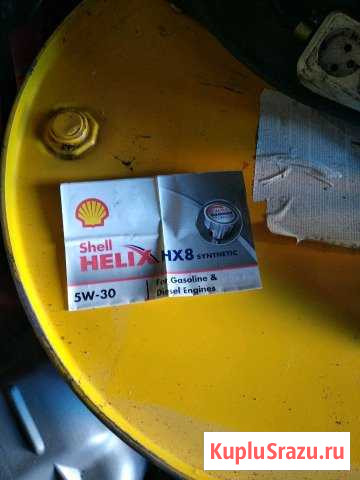 Shell
HELIX HX8 SYNTHETIC
5W-30
For Gasoline &
Diesel Engines
KupluSrazu.ru